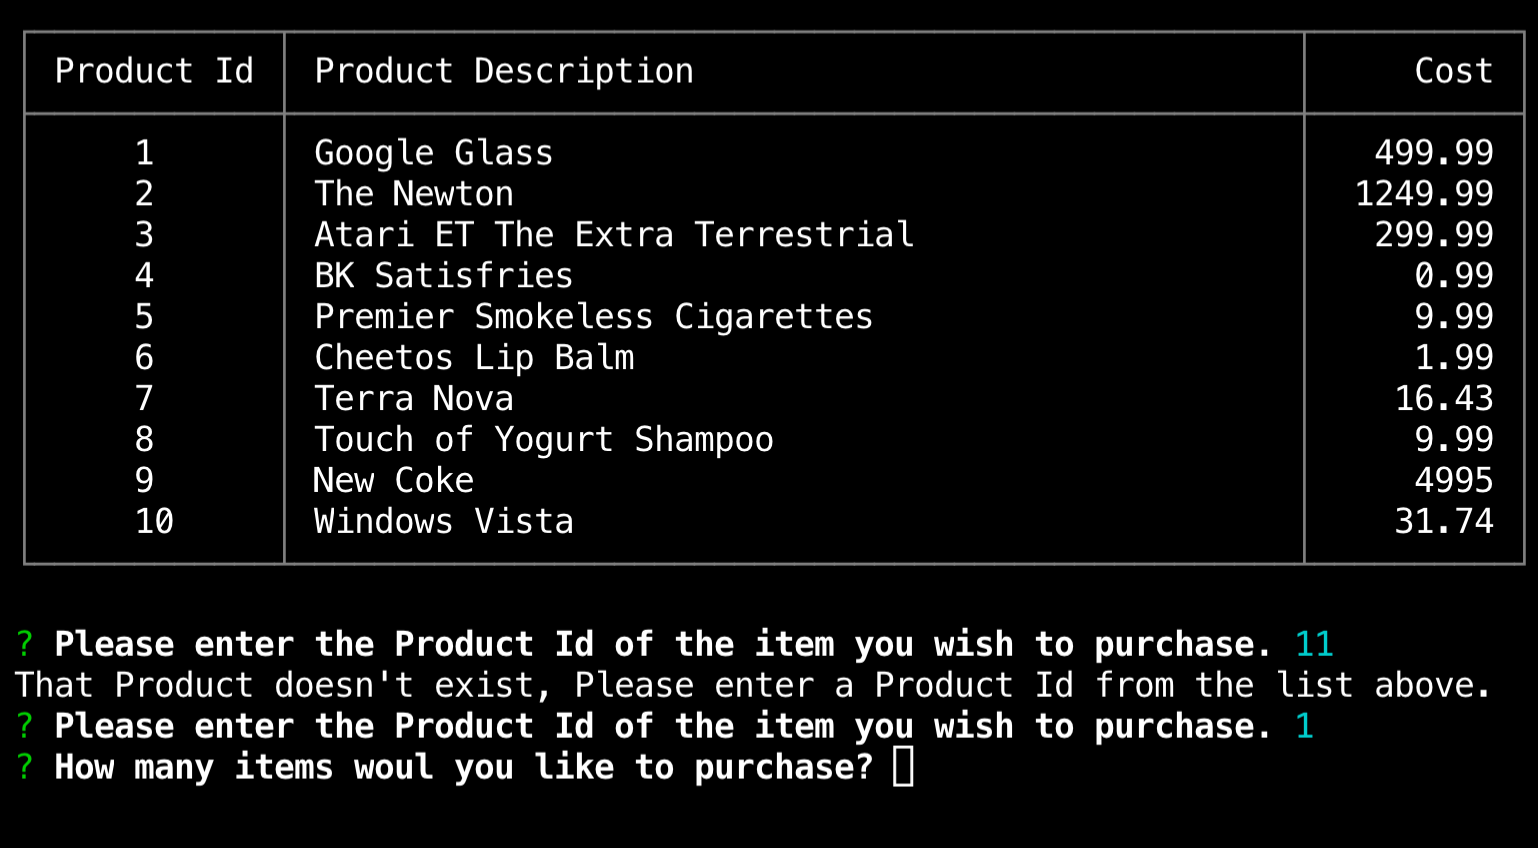 Product Id Product Description Cost
1 Google Glass 499.99
2 The Newton 1249.99
3 Atari ET The Extra Terrestrial 299.99
4 BK Satisfries 0.99
5 Premier Smokeless Cigarettes 9.99
6 Cheetos Lip Balm 1.99
7 Terra Nova 16.43
8 Touch of Yogurt Shampoo 9.99
9 New Coke 4995
10 Windows Vista 31.74
? Please enter the Product Id of the item you wish to purchase. 11
That Product doesn't exist, Please enter a Product Id from the list above.
? Please enter the Product Id of the item you wish to purchase. 1
? How many items woul you like to purchase?